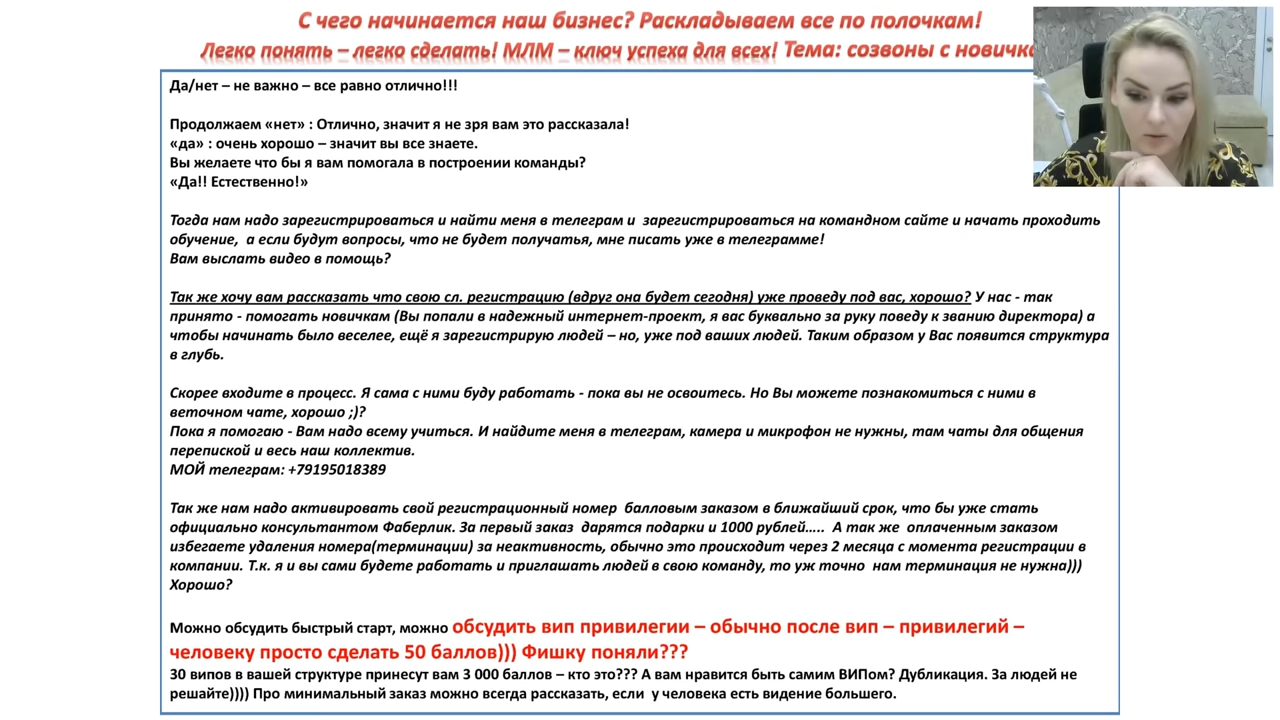 С чего начинается наш бизнес? Раскладываем все по полочкам!
Легко понять – легко сделать! МЛМ – ключ успеха для всех! Тема: созвоны с
Да/нет – не важно – все равно отлично!!!
Продолжаем «нет» : Отлично, значит я не зря вам это рассказала!
«да» : очень хорошо – значит вы все знаете.
Вы желаете что бы я вам помогала в построении команды?
«Да!! Естественно!»
Тогда нам надо зарегистрироваться и найти меня в телеграм и зарегистрироваться на командном сайте и начать проходить
обучение, а если будут вопросы, что не будет получатья, мне писать уже в телеграмме!
Вам выслать видео в помощь?
Так же хочу вам рассказать что свою сл. регистрацию (вдруг она будет сегодня) уже проведу под вас, хорошо? У нас - так
принято - помогать новичкам (Вы попали в надежный интернет-проект, я вас буквально за руку поведу к званию директора) а
чтобы начинать было веселее, ещё я зарегистрирую людей – но, уже под ваших людей. Таким образом у Вас появится структура
в глубь.
Скорее входите в процесс. Я сама с ними буду работать - пока вы не освоитесь. Но Вы можете познакомиться с ними в
веточном чате, хорошо ;)?
Пока я помогаю - Вам надо всему учиться. И найдите меня в телеграм, камера и микрофон не нужны, там чаты для общения
перепиской и весь наш коллектив.
МОЙ телеграм: +79195018389
Так же нам надо активировать свой регистрационный номер балловым заказом в ближайший срок, что бы уже стать
официально консультантом Фаберлик. За первый заказ дарятся подарки и 1000 рублей….. А так же оплаченным заказом
избегаете удаления номера(терминации) за неактивность, обычно это происходит через 2 месяца с момента регистрации в
компании. Т.к. я и вы сами будете работать и приглашать людей в свою команду, то уж точно нам терминация не нужна)))
Хорошо?
Можно обсудить быстрый старт, можно обсудить вип привилегии – обычно после вип – привилегий –
человеку просто сделать 50 баллов))) Фишку поняли???
30 випов в вашей структуре принесут вам 3 000 баллов – кто это??? А вам нравится быть самим ВИПом? Дубликация. За людей не
решайте)))) Про минимальный заказ можно всегда рассказать, если у человека есть видение большего.